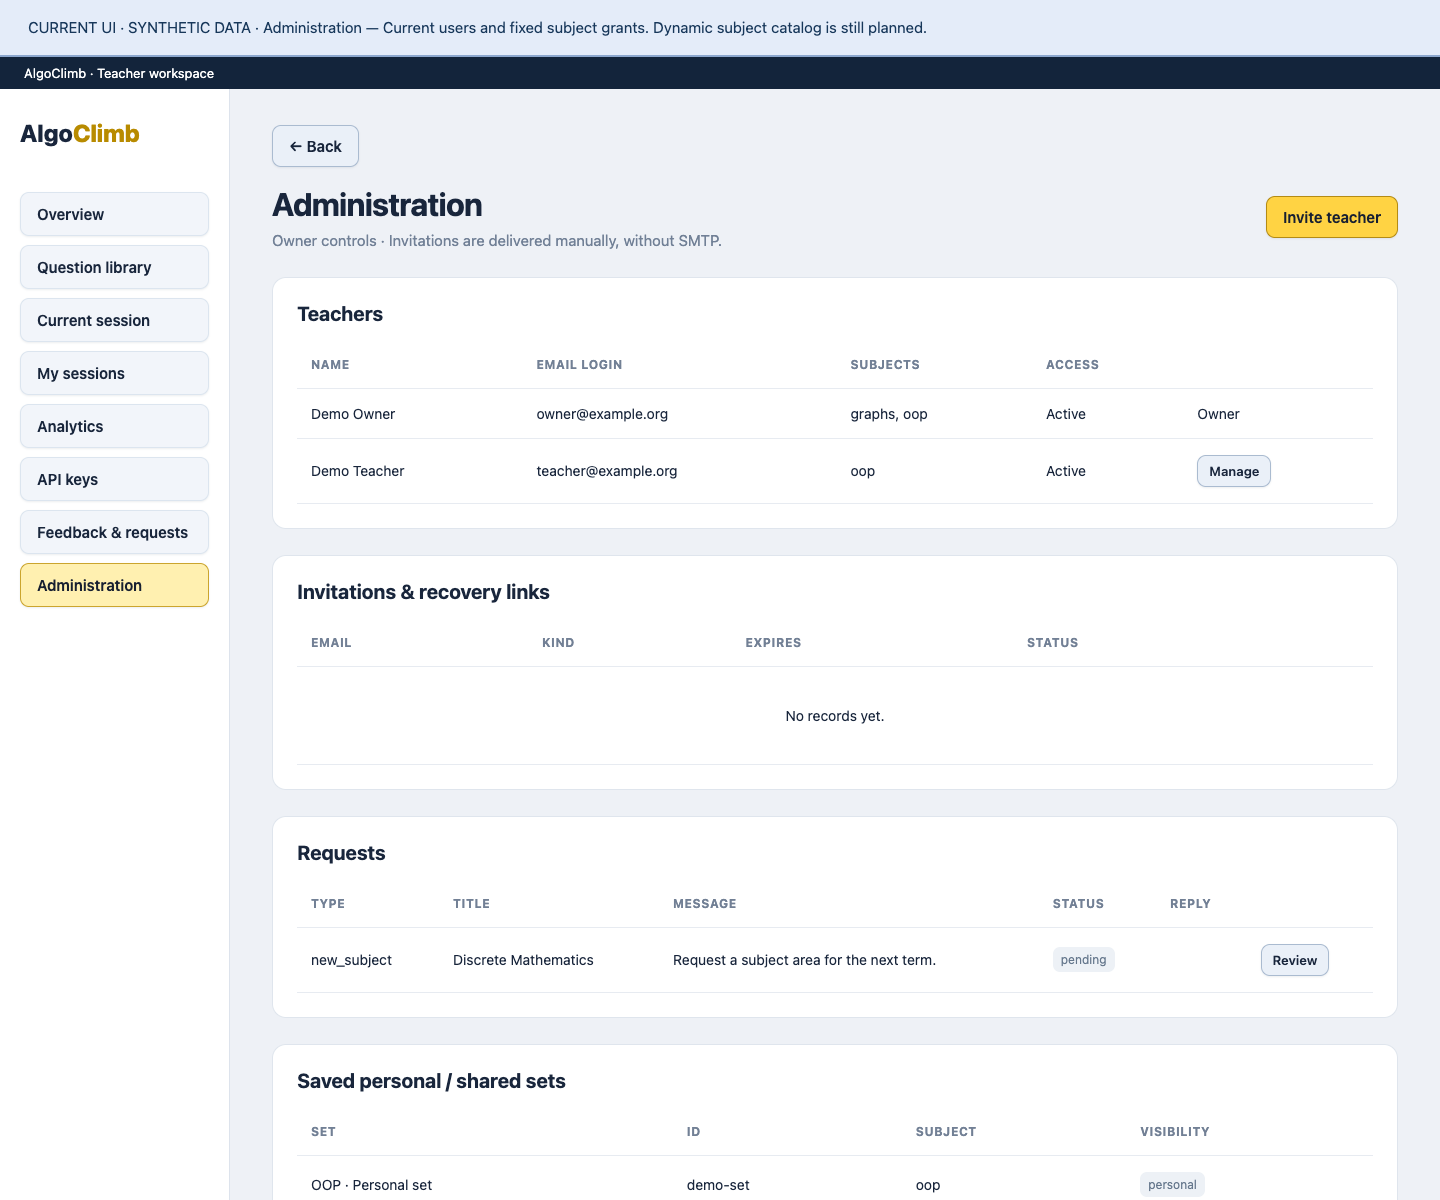 CURRENT UI · SYNTHETIC DATA · Administration — Current users and fixed subject grants. Dynamic subject catalog is still planned.
AlgoClimb · Teacher workspace
AlgoClimb
Overview
Question library
Current session
My sessions
Analytics
API keys
Feedback & requests
Administration
← Back
Administration
Owner controls · Invitations are delivered manually, without SMTP.
Invite teacher
Teachers
NAME EMAIL LOGIN SUBJECTS ACCESS
Demo Owner owner@example.org graphs, oop Active Owner
Demo Teacher teacher@example.org oop Active Manage
Invitations & recovery links
EMAIL KIND EXPIRES STATUS
No records yet.
Requests
TYPE TITLE MESSAGE STATUS REPLY
new_subject Discrete Mathematics Request a subject area for the next term. pending Review
Saved personal / shared sets
SET ID SUBJECT VISIBILITY
OOP · Personal set demo-set oop personal